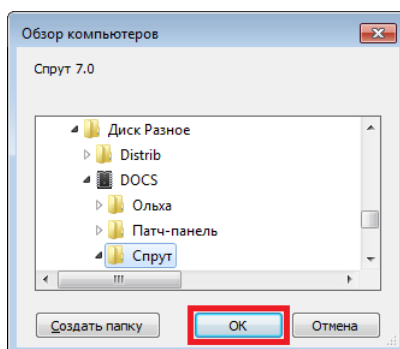 Обзор компьютеров
Спрут 7.0
Диск Разное
Distrib
DOCS
Ольха
Патч-панель
Спрут
Создать папку
ОК
Отмена